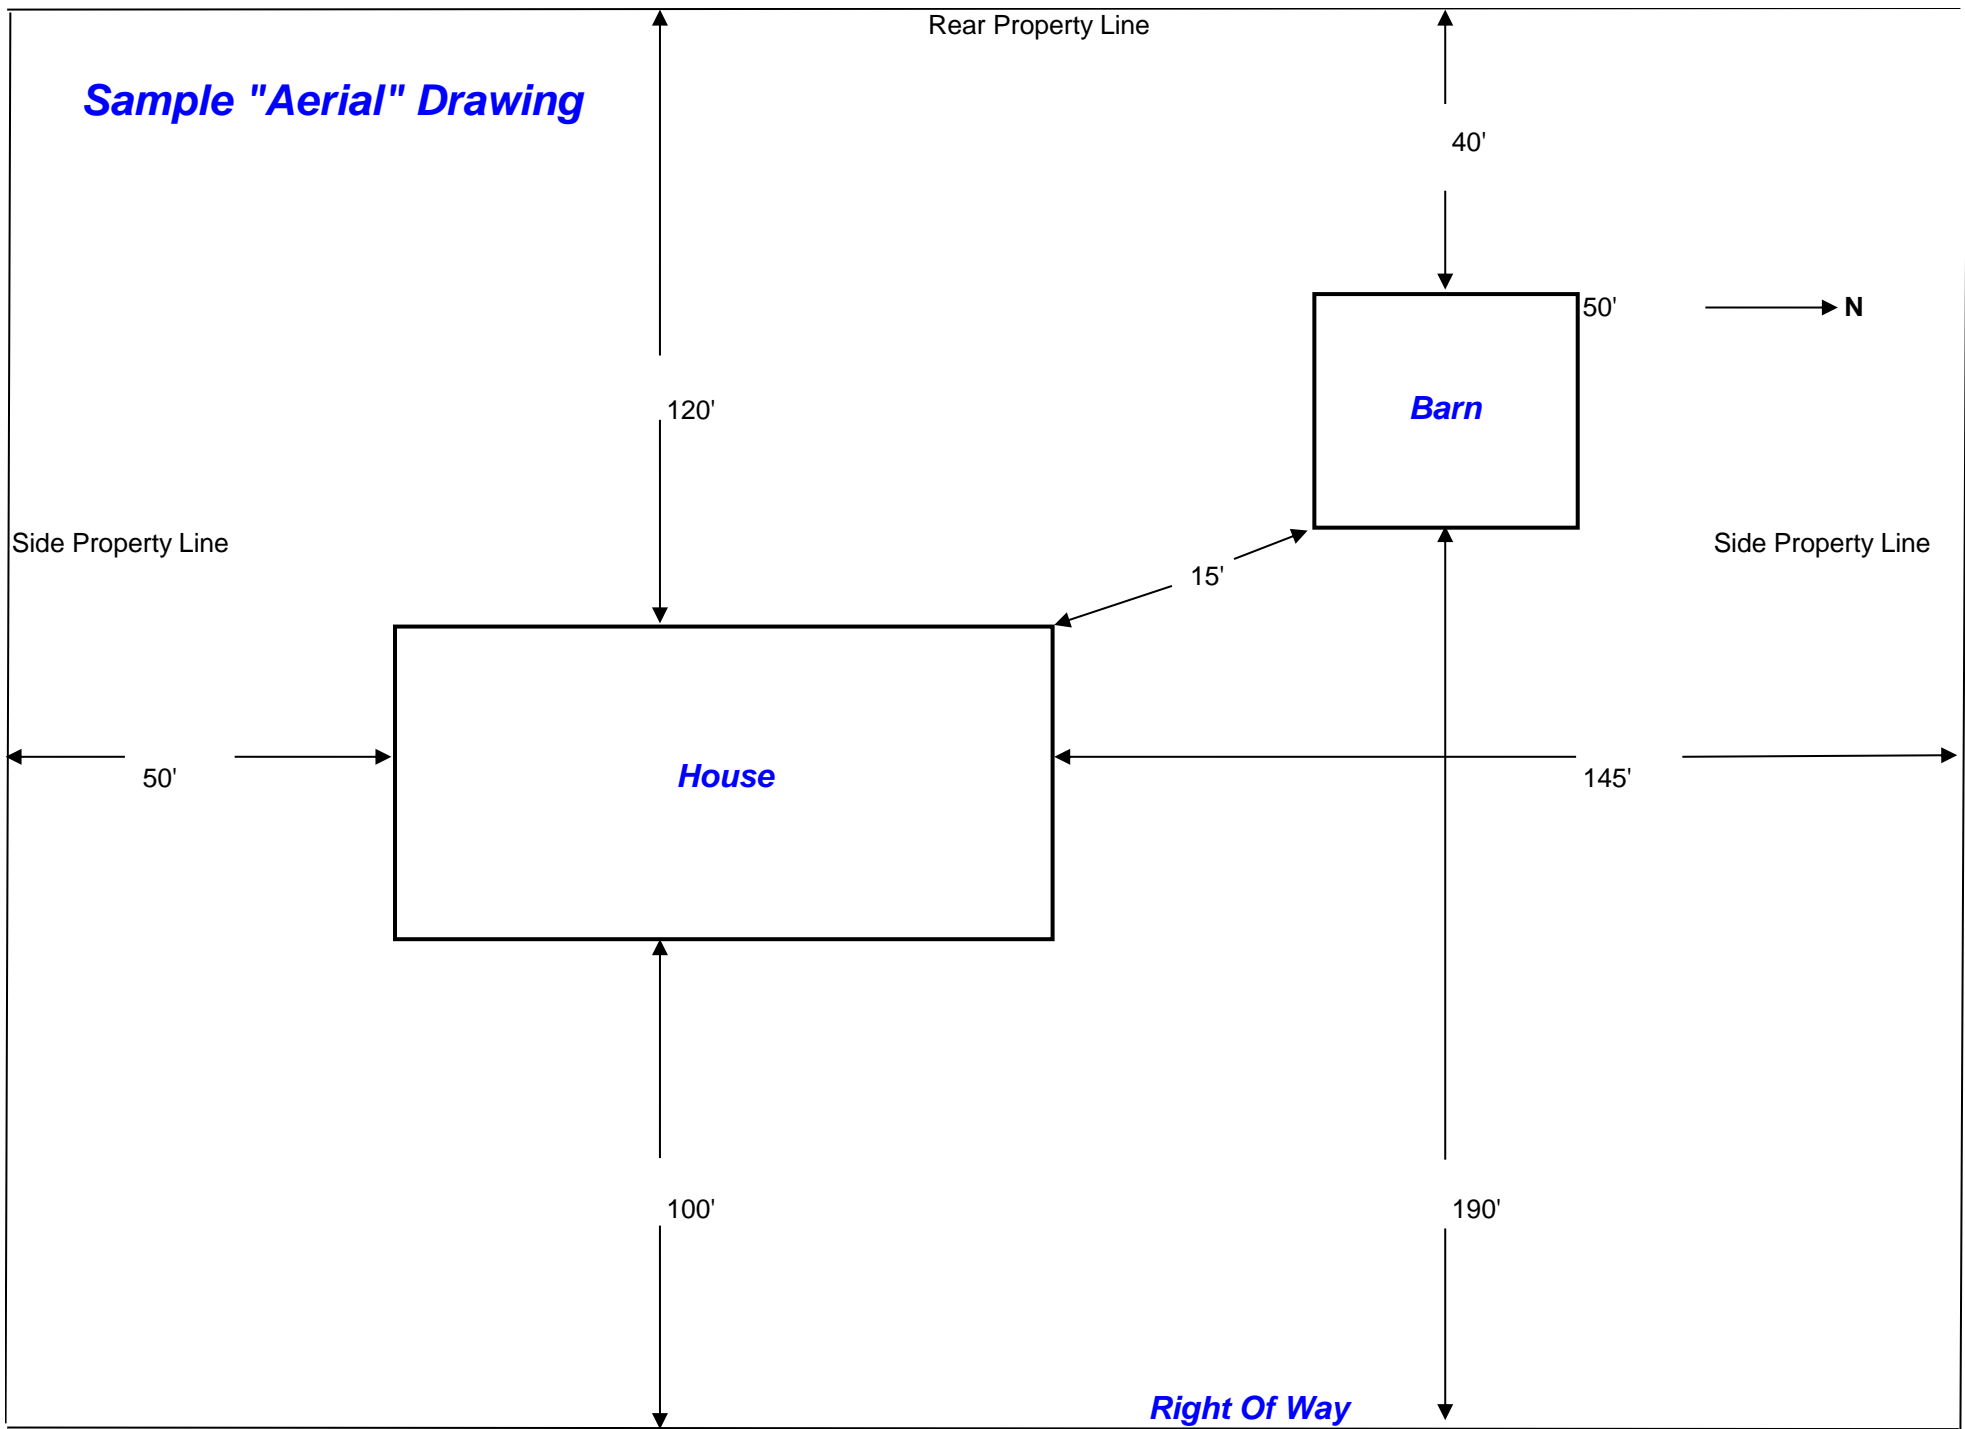 Rear Property Line
Sample "Aerial" Drawing
40'
50'
N
120'
Barn
Side Property Line
Side Property Line
15'
50'
House
145'
100'
190'
Right Of Way